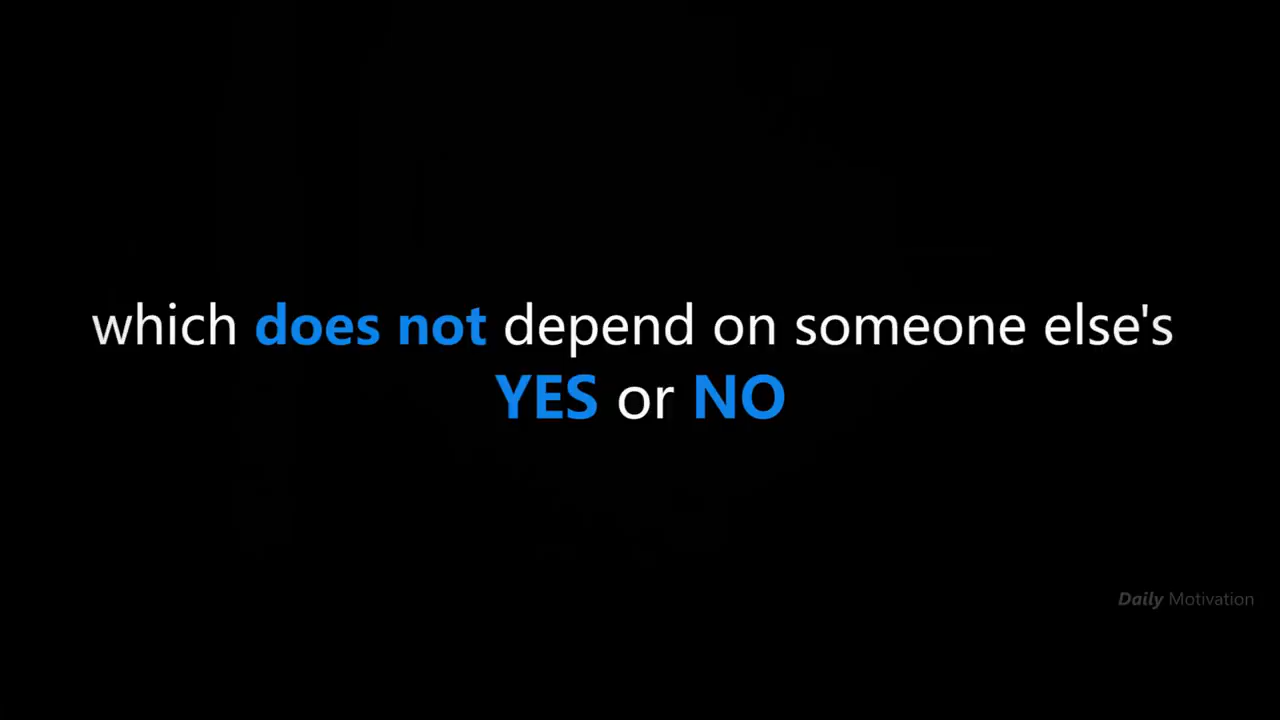 which does not depend on someone else's
YES or NO
Daily Motivation